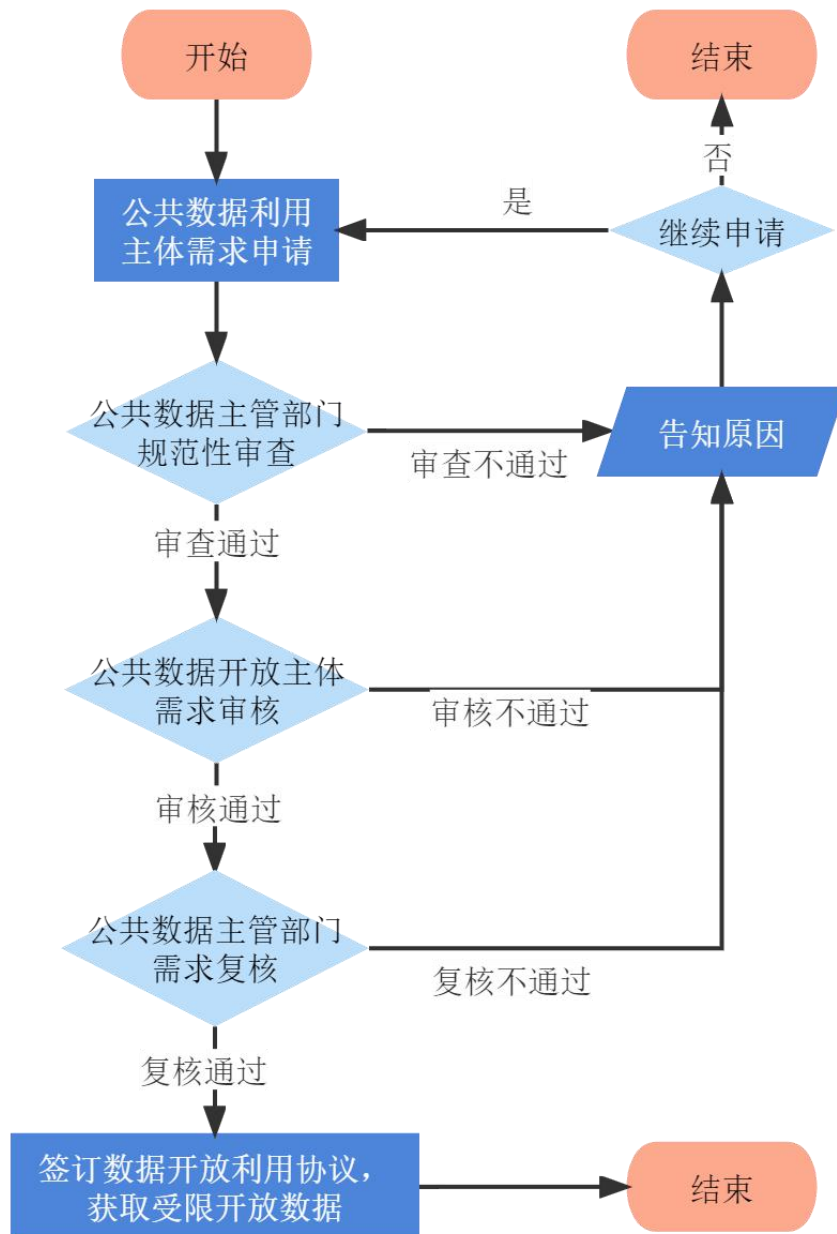 开始
结束
否
是
公共数据利用
主体需求申请
继续申请
公共数据主管部门
规范性审查
告知原因
审查不通过
审查通过
公共数据开放主体
需求审核
审核不通过
审核通过
公共数据主管部门
需求复核
复核不通过
复核通过
签订数据开放利用协议，
获取受限开放数据
结束